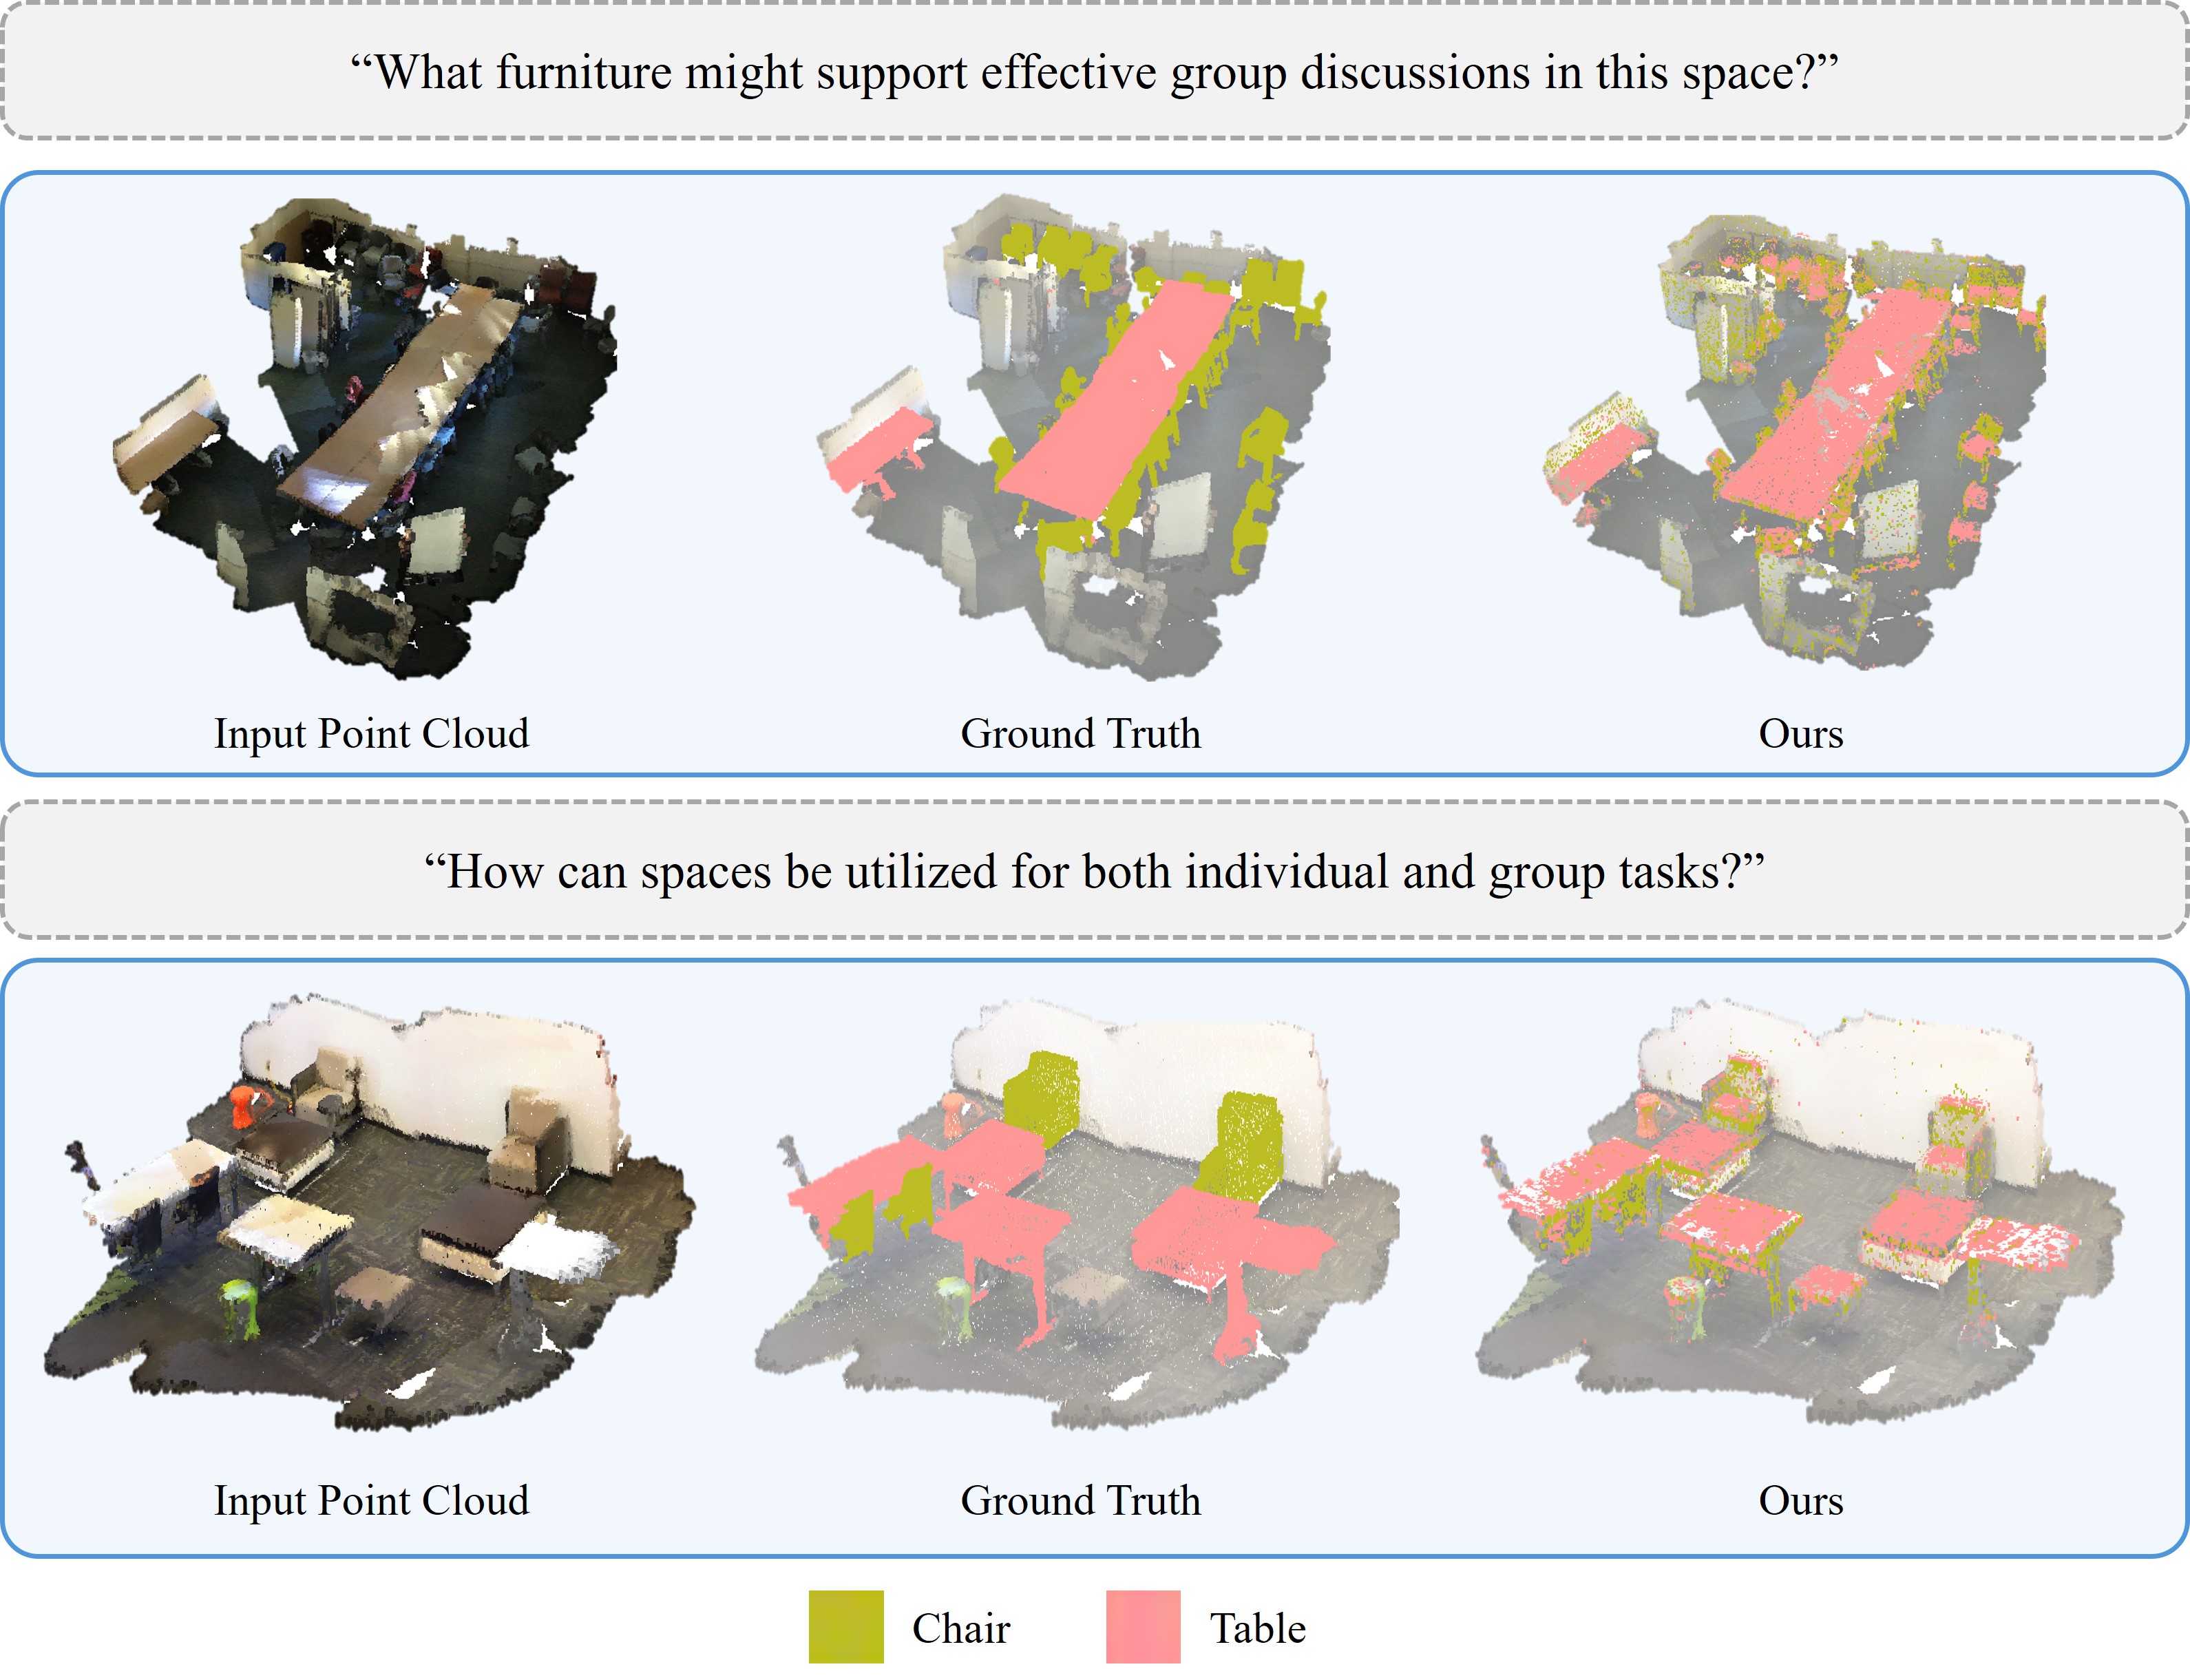 “What furniture might support effective group discussions in this space?”
Input Point Cloud
Ground Truth
Ours
“How can spaces be utilized for both individual and group tasks?”
Input Point Cloud
Ground Truth
Ours
Chair
Table